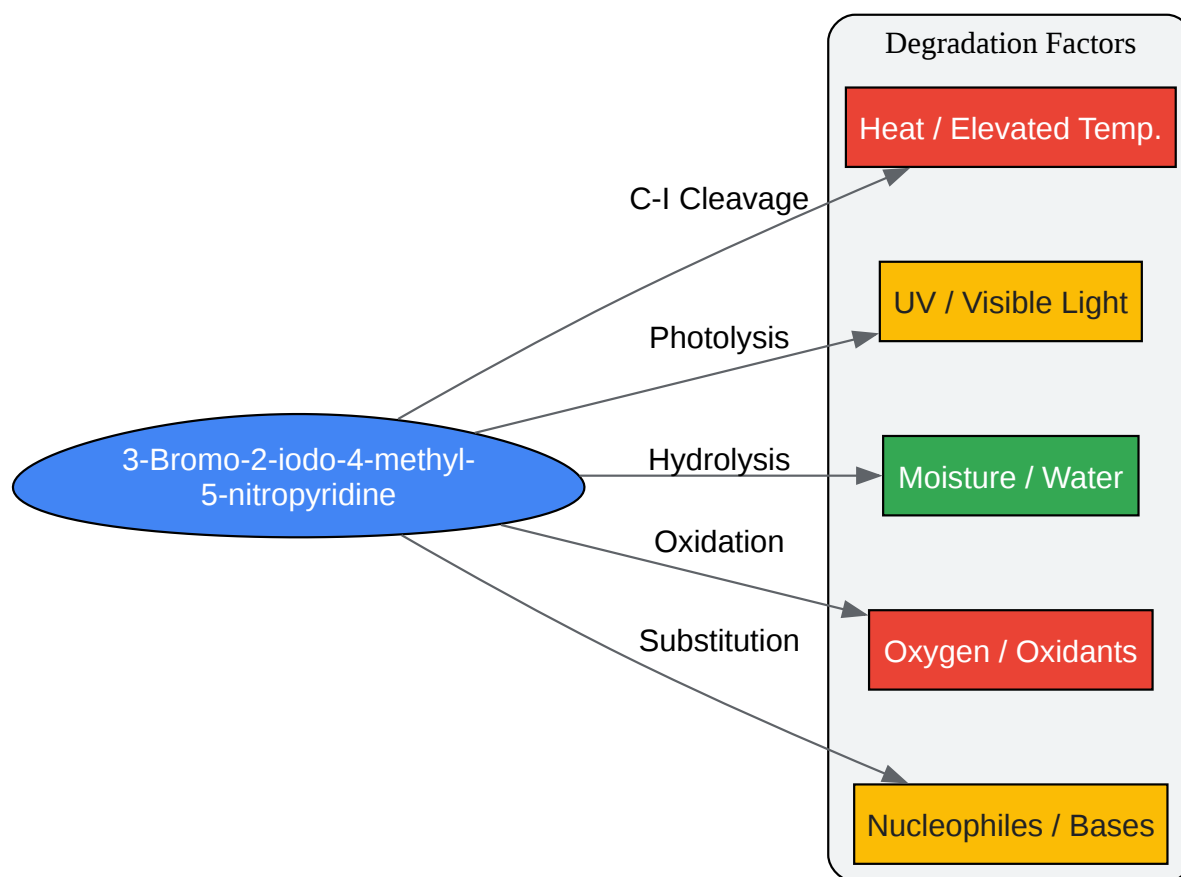 Degradation Factors
Heat / Elevated Temp.
C-I Cleavage
UV / Visible Light
Photolysis
3-Bromo-2-iodo-4-methyl-
5-nitropyridine
Hydrolysis
Moisture / Water
Oxidation
Oxygen / Oxidants
Substitution
Nucleophiles / Bases